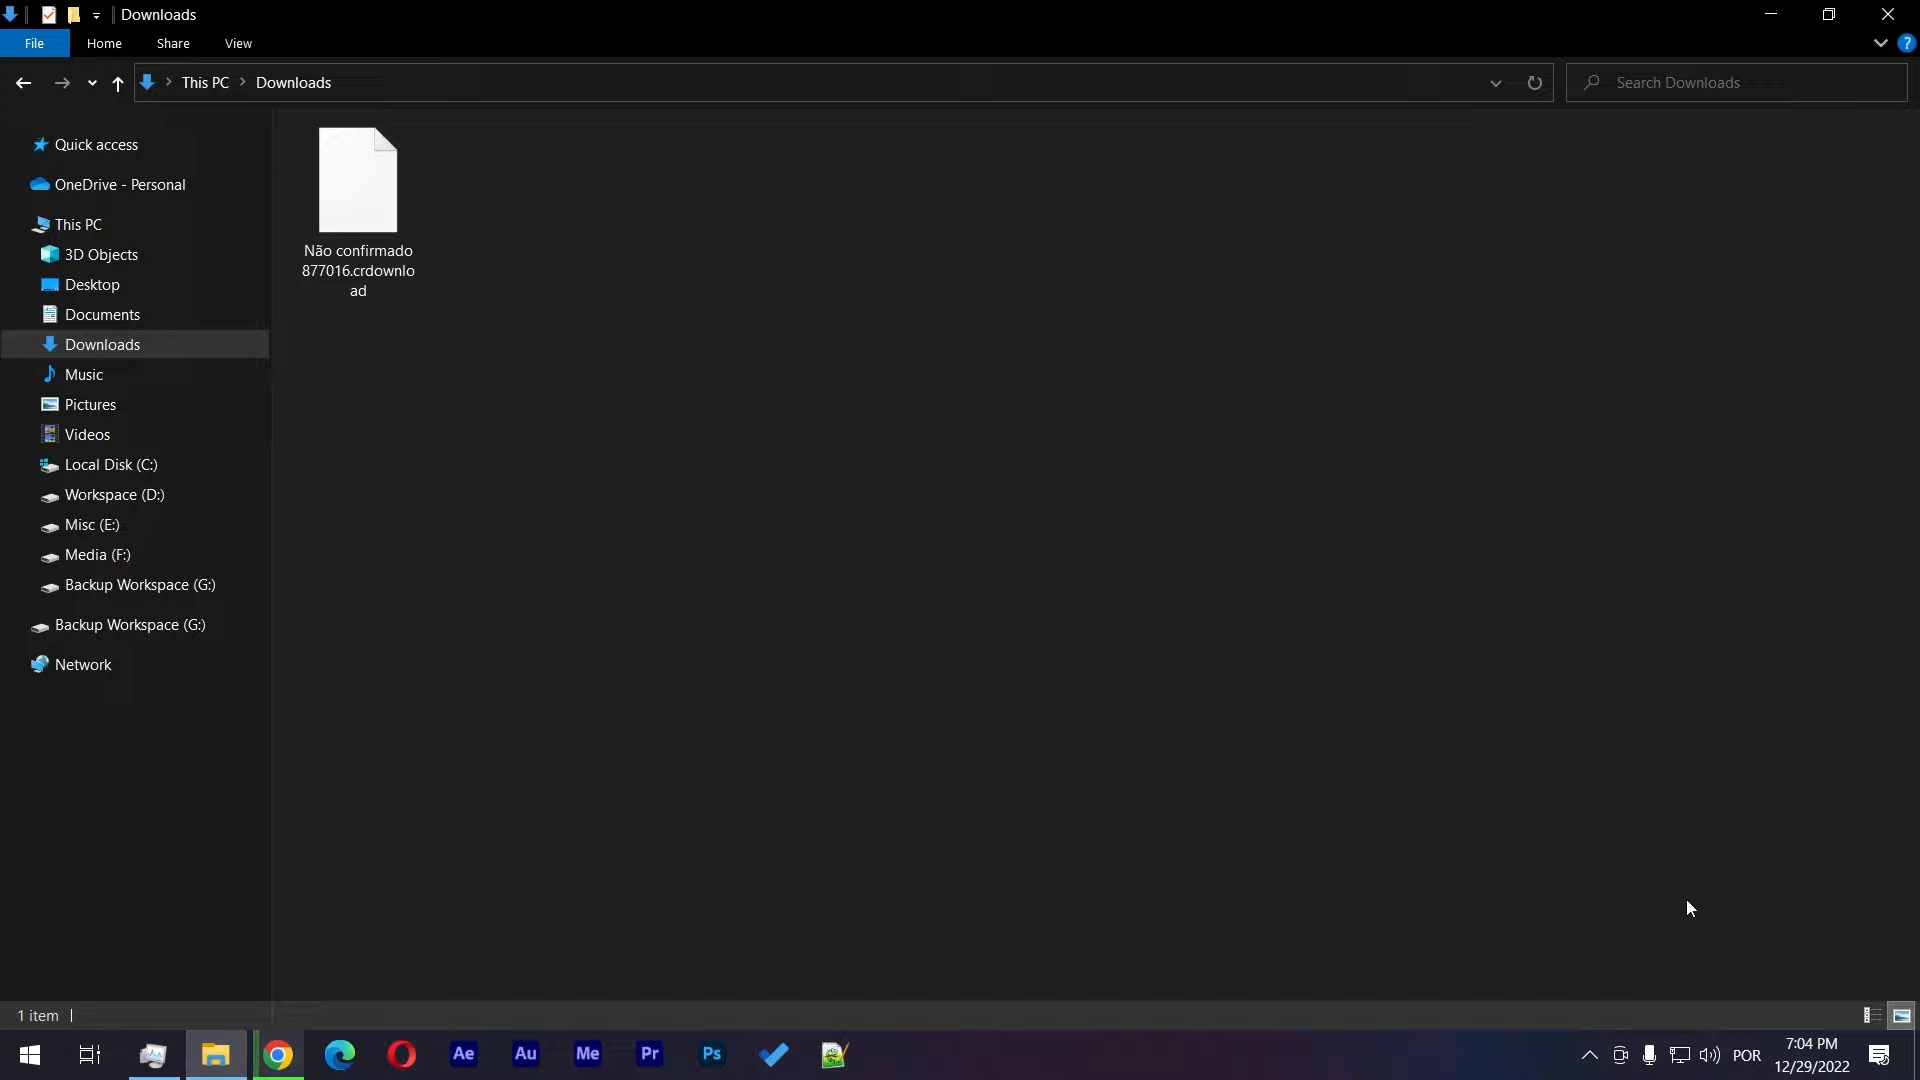 Downloads
File Home Share View
This PC Downloads
Search Downloads
Quick access
OneDrive - Personal
This PC
3D Objects
Desktop
Documents
Downloads
Music
Pictures
Videos
Local Disk (C:)
Workspace (D:)
Misc (E:)
Media (F:)
Backup Workspace (G:)
Backup Workspace (G:)
Network
Não confirmado
877016.crdownlo
ad
1 item
Ae Au Me Pr Ps
POR
7:04 PM
12/29/2022